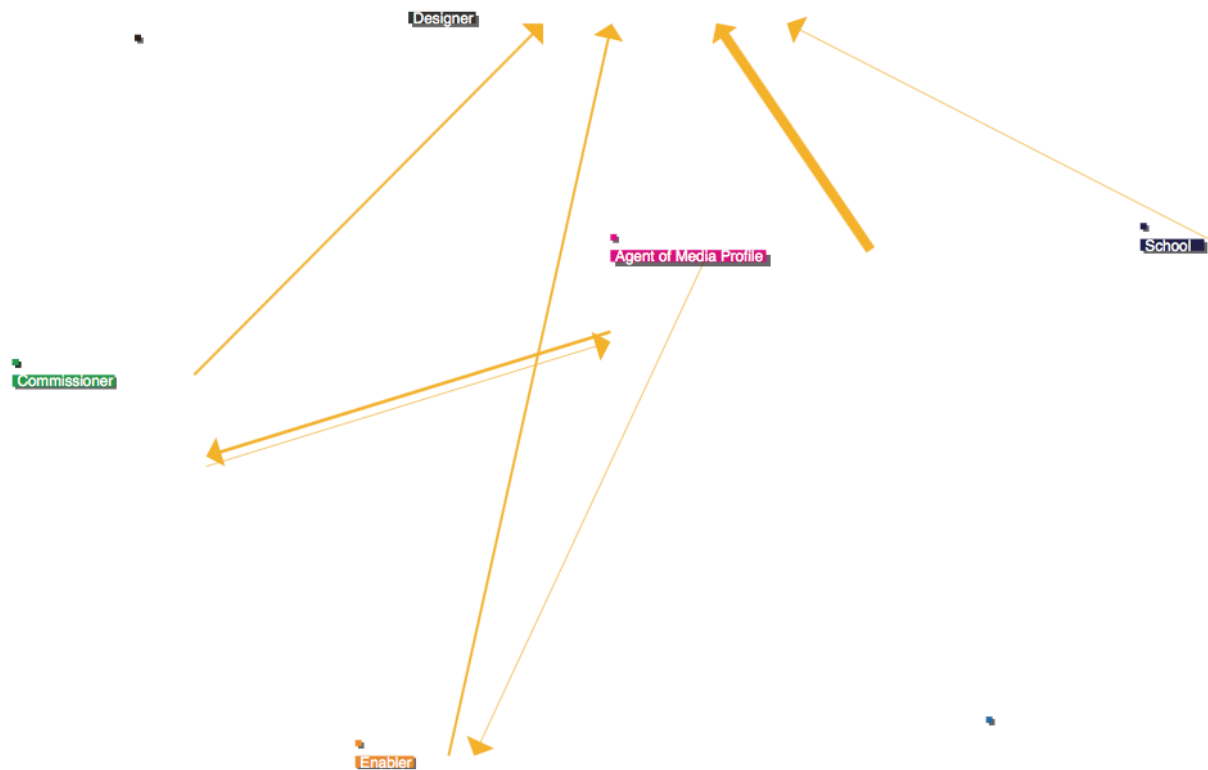 Designer
School
Agent of Media Profile
Commissioner
Enabler